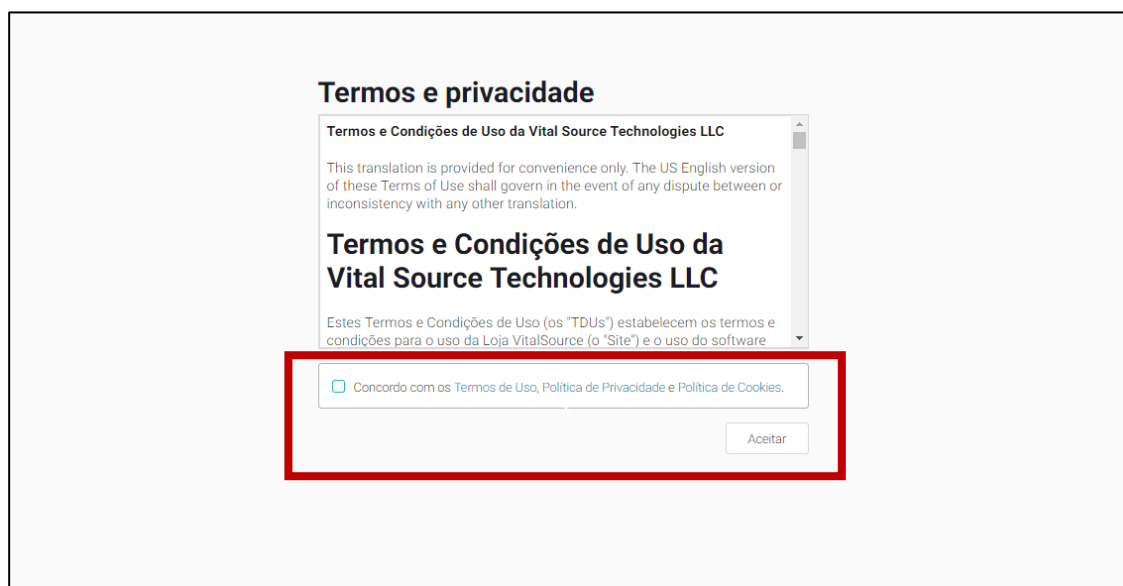 Termos e privacidade
Termos e Condições de Uso da Vital Source Technologies LLC
This translation is provided for convenience only. The US English version
of these Terms of Use shall govern in the event of any dispute between or
inconsistency with any other translation.
Termos e Condições de Uso da
Vital Source Technologies LLC
Estes Termos e Condições de Uso (os "TDUs") estabelecem os termos e
condições para o uso da Loja VitalSource (o "Site") e o uso do software
Concordo com os Termos de Uso, Política de Privacidade e Política de Cookies.
Aceitar